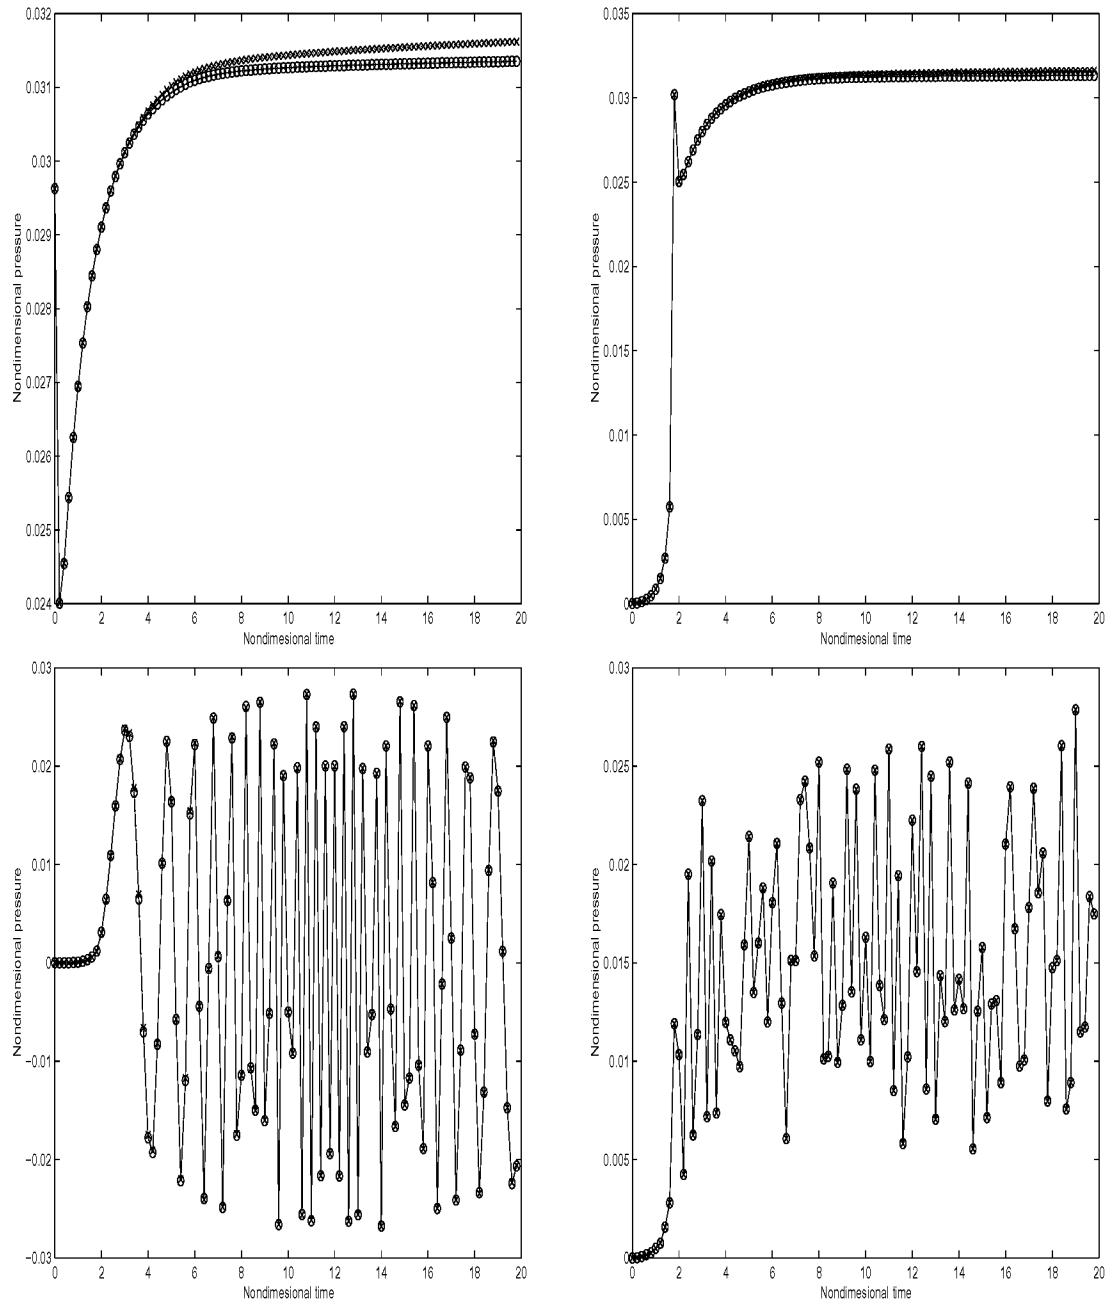 0.032
0.031
0.03
0.029
0.028
0.027
0.026
0.025
0.024
Nondimensional pressure
0 2 4 6 8 10 12 14 16 18 20
Nondimesional time
0.035
0.03
0.025
0.02
0.015
0.01
0.005
0
Nondimensional pressure
0 2 4 6 8 10 12 14 16 18 20
Nondimesional time
0.03
0.02
0.01
0
−0.01
−0.02
−0.03
Nondimensional pressure
0 2 4 6 8 10 12 14 16 18 20
Nondimesional time
0.03
0.025
0.02
0.015
0.01
0.005
0
Nondimensional pressure
0 2 4 6 8 10 12 14 16 18 20
Nondimesional time